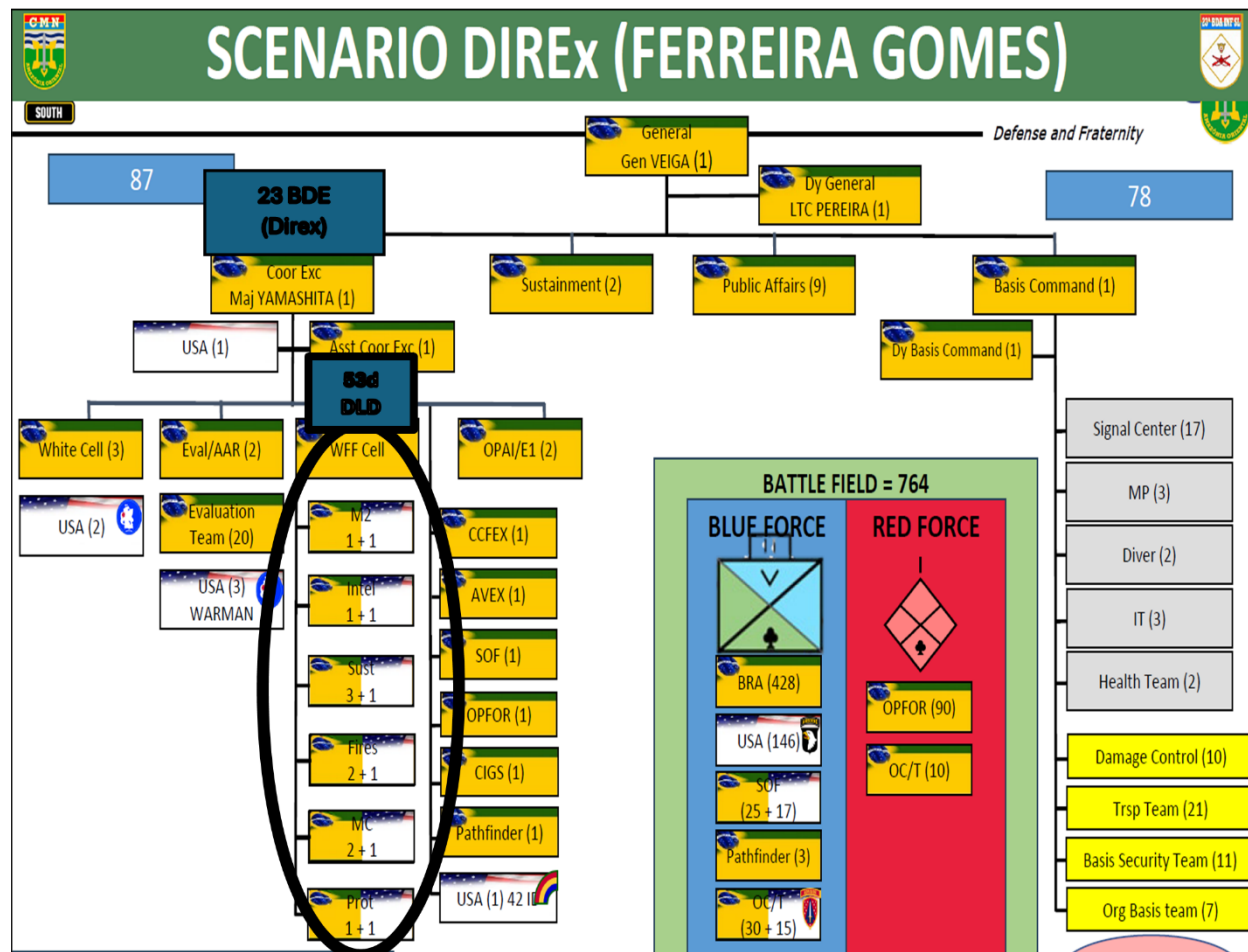 CMN
SCENARIO DIREx (FERREIRA GOMES)
SOUTH
Defense and Fraternity
General
Gen VEIGA (1)
87
Dy General
LTC PEREIRA (1)
78
23 BDE
(Direx)
Coor Exc
Maj YAMASHITA (1)
Sustainment (2)
Public Affairs (9)
Basis Command (1)
USA (1)
Asst Coor Exc (1)
Dy Basis Command (1)
53d
DLD
White Cell (3)
Eval/AAR (2)
WFF Cell
OPAI/E1 (2)
USA (2)
Evaluation
Team (20)
USA (3)
WARMAN
M2
1 + 1
Intel
1 + 1
Sust
3 + 1
Fires
2 + 1
MC
2 + 1
Prot
1 + 1
CCFEX (1)
AVEX (1)
SOF (1)
OPFOR (1)
CIGS (1)
Pathfinder (1)
USA (1) 42 ID
BATTLE FIELD = 764
BLUE FORCE
BRA (428)
USA (146)
SOF
(25 + 17)
Pathfinder (3)
OC/T
(30 + 15)
RED FORCE
I
OPFOR (90)
OC/T (10)
Signal Center (17)
MP (3)
Diver (2)
IT (3)
Health Team (2)
Damage Control (10)
Trsp Team (21)
Basis Security Team (11)
Org Basis team (7)